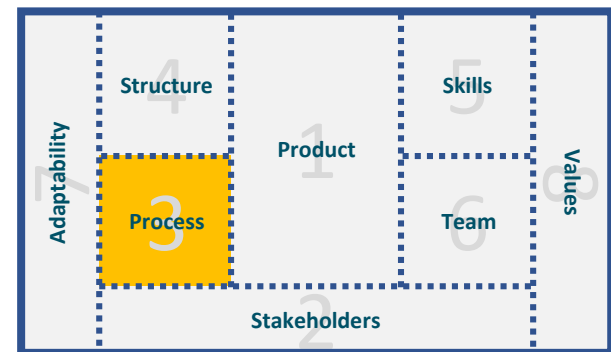 Adaptability
7
Structure
4
Process
3
Product
1
Skills
5
Team
6
Values
8
Stakeholders
2